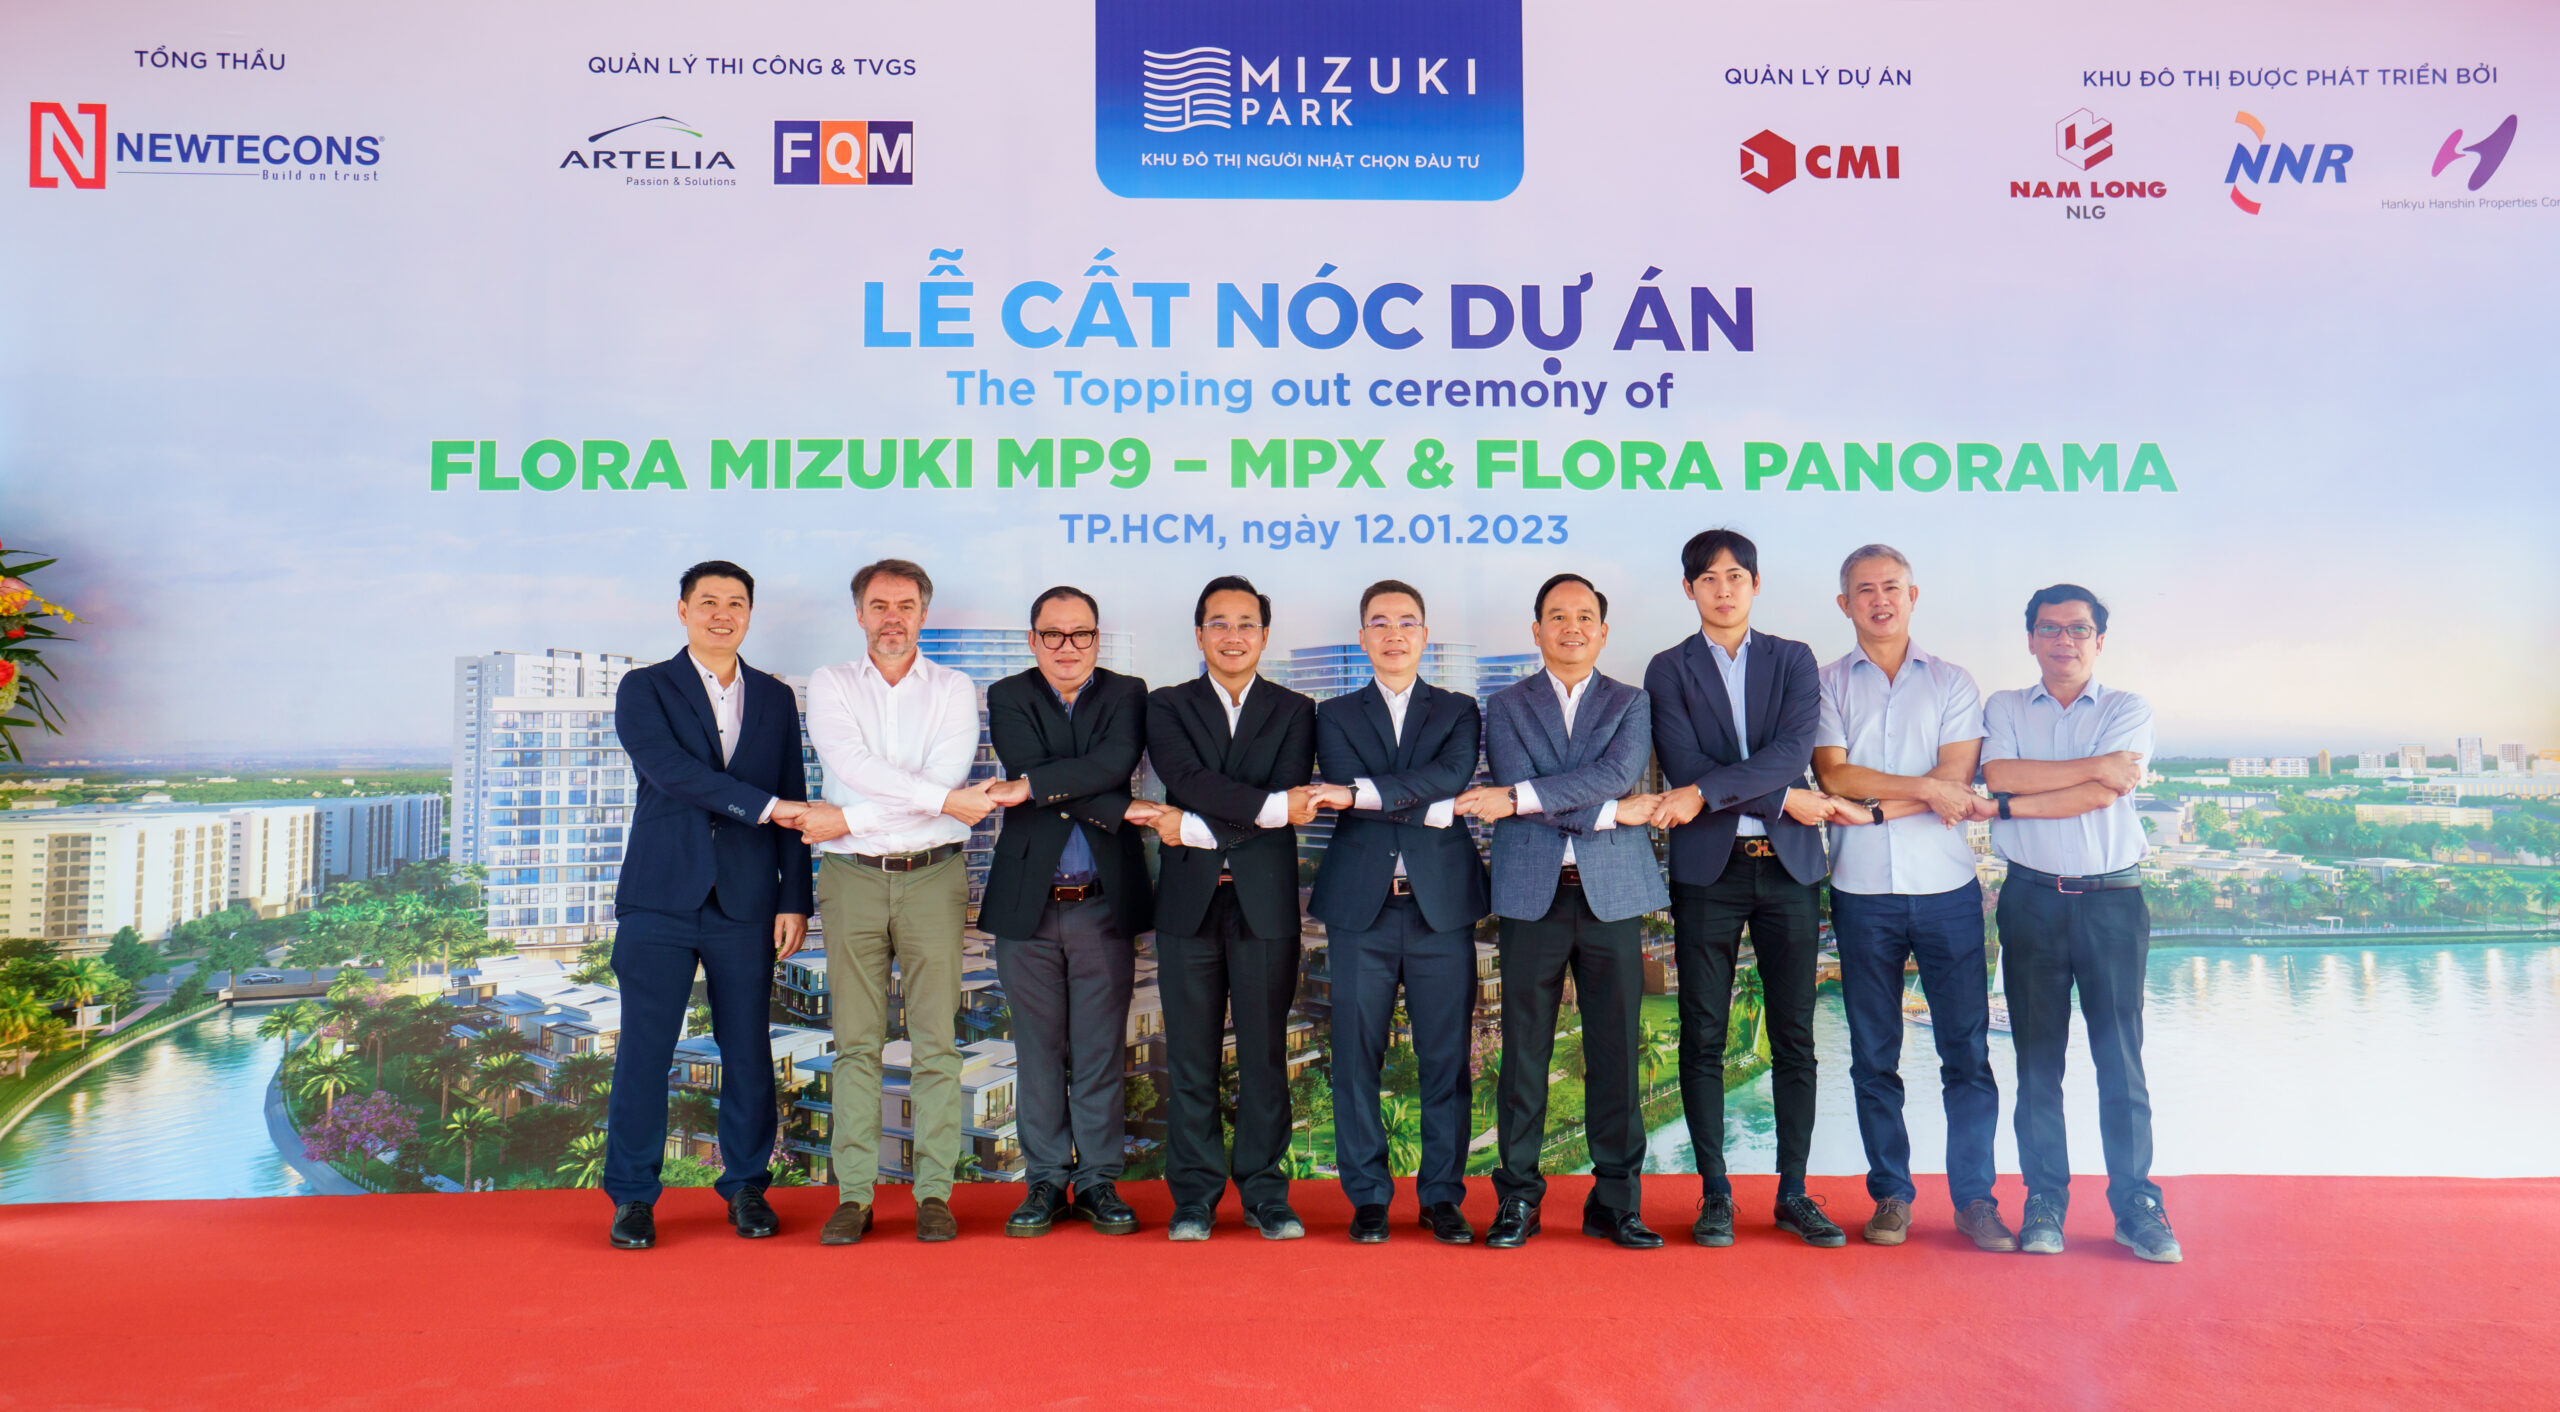 TỔNG THẦU
NEWTECONS®
Build on trust
QUẢN LÝ THI CÔNG & TVGS
ARTELIA
Passion & Solutions
FQM
MIZUKI
PARK
KHU ĐÔ THỊ NGƯỜI NHẬT CHỌN ĐẦU TƯ
QUẢN LÝ DỰ ÁN
CMI
KHU ĐÔ THỊ ĐƯỢC PHÁT TRIỂN BỞI
NAM LONG
NLG
NNR
Hankyu Hanshin Properties
LỄ CẤT NÓC DỰ ÁN
The Topping out ceremony of
FLORA MIZUKI MP9 – MPX & FLORA PANORAMA
TP.HCM, ngày 12.01.2023